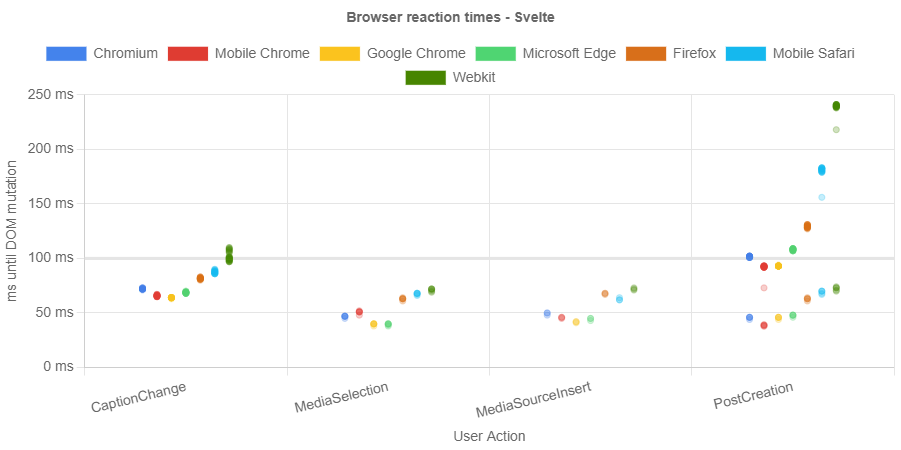 Browser reaction times - Svelte
Chromium Mobile Chrome Google Chrome Microsoft Edge Firefox Mobile Safari
Webkit
250 ms
200 ms
150 ms
100 ms
50 ms
0 ms
ms until DOM mutation
CaptionChange MediaSelection MediaSourceInsert PostCreation
User Action